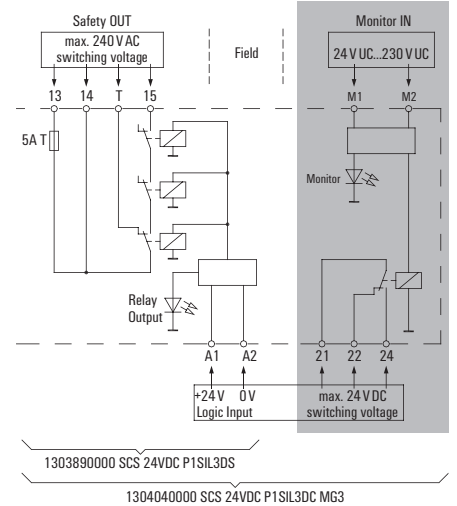 Safety OUT
Monitor IN
max. 240 V AC
switching voltage
Field
24 V UC...230 V UC
13 14 T 15
M1 M2
5A T
Monitor
Relay
Output
A1 A2
21 22 24
+24 V 0 V
Logic Input
max. 24 V DC
switching voltage
1303890000 SCS 24VDC P1SIL3DS
1304040000 SCS 24VDC P1SIL3DC MG3